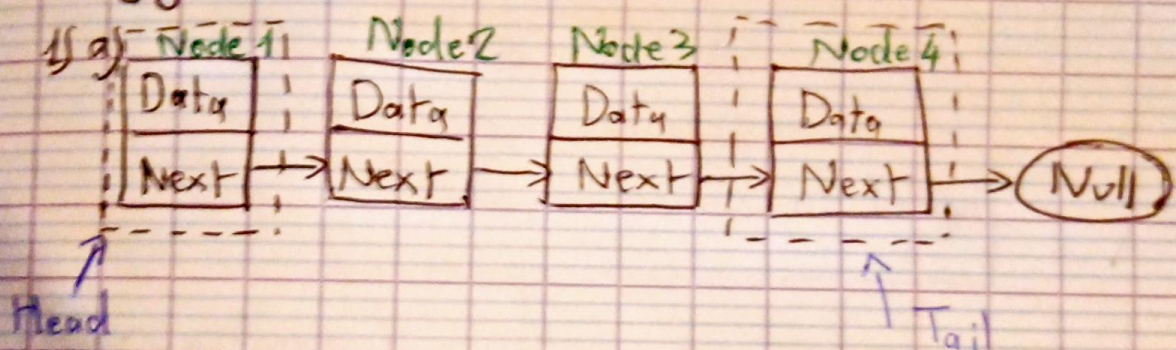 1) a) Node 1 Node 2 Node 3 Node 4
Data Data Data Data
Next Next Next Next Null
Head Tail